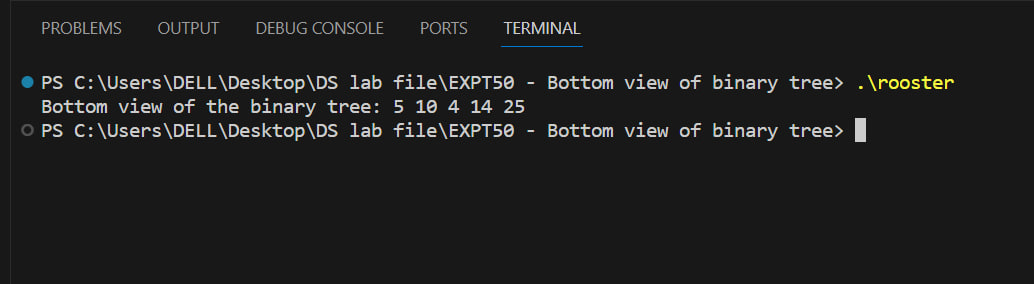 PROBLEMS OUTPUT DEBUG CONSOLE PORTS TERMINAL
PS C:\Users\DELL\Desktop\DS lab file\EXPT50 - Bottom view of binary tree> .\rooster
Bottom view of the binary tree: 5 10 4 14 25
PS C:\Users\DELL\Desktop\DS lab file\EXPT50 - Bottom view of binary tree>